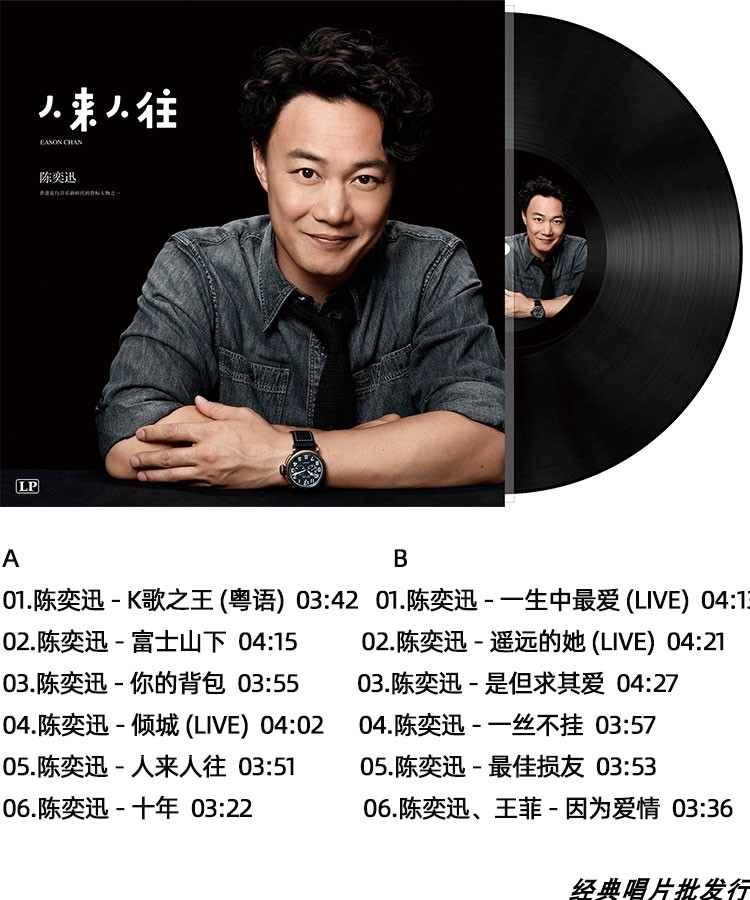 人来人往
EASON CHAN
陈奕迅
LP
A
01.陈奕迅 - K歌之王 (粤语) 03:42
02.陈奕迅 - 富士山下 04:15
03.陈奕迅 - 你的背包 03:55
04.陈奕迅 - 倾城 (LIVE) 04:02
05.陈奕迅 - 人来人往 03:51
06.陈奕迅 - 十年 03:22
B
01.陈奕迅 - 一生中最爱 (LIVE)
02.陈奕迅 - 遥远的她 (LIVE) 04:21
03.陈奕迅 - 是但求其爱 04:27
04.陈奕迅 - 一丝不挂 03:57
05.陈奕迅 - 最佳损友 03:53
06.陈奕迅、王菲 - 因为爱情 03:36
经典唱片批发行